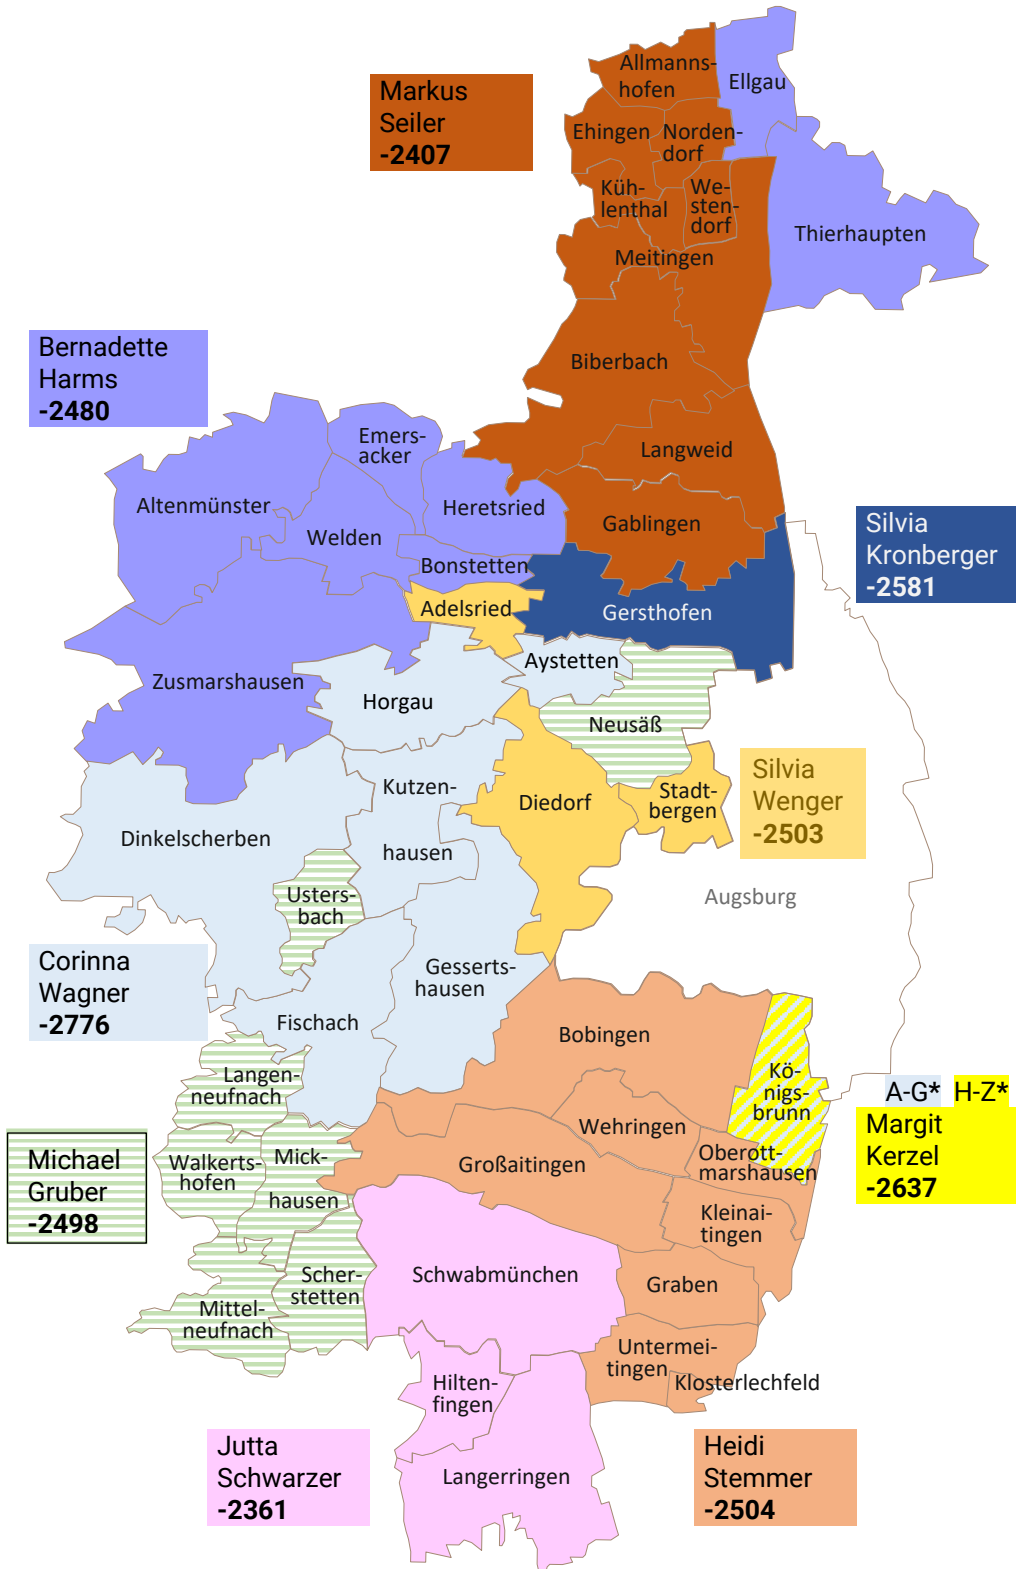 Allmanns-
hofen
Ellgau
Markus
Seiler
-2407
Ehingen
Norden-
dorf
Küh-
lenthal
We-
sten-
dorf
Thierhaupten
Meitingen
Bernadette
Harms
-2480
Biberbach
Emers-
acker
Langweid
Altenmünster
Heretsried
Welden
Gablingen
Silvia
Kronberger
-2581
Bonstetten
Adelsried
Gersthofen
Aystetten
Zusmarshausen
Horgau
Neusäß
Kutzen-
hausen
Diedorf
Stadt-
bergen
Silvia
Wenger
-2503
Dinkelscherben
Usters-
bach
Augsburg
Corinna
Wagner
-2776
Gesserts-
hausen
Fischach
Bobingen
Langen-
neufnach
Kö-
nigs-
brunn
A-G* H-Z*
Margit
Kerzel
-2637
Wehringen
Michael
Gruber
-2498
Walkerts-
hofen
Mick-
hausen
Großaitingen
Oberott-
marshausen
Kleinai-
tingen
Scher-
stetten
Schwabmünchen
Graben
Mittel-
neufnach
Untermei-
tingen
Klosterlechfeld
Hilten-
fingen
Jutta
Schwarzer
-2361
Langerringen
Heidi
Stemmer
-2504